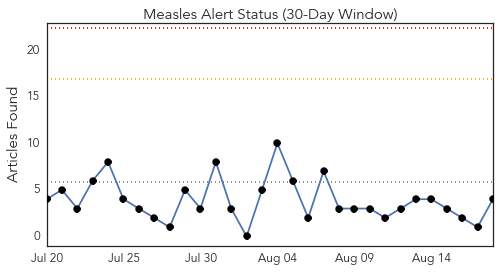 Measles Alert Status (30-Day Window)
Articles Found
20
15
10
5
0
Jul 20 Jul 25 Jul 30 Aug 04 Aug 09 Aug 14